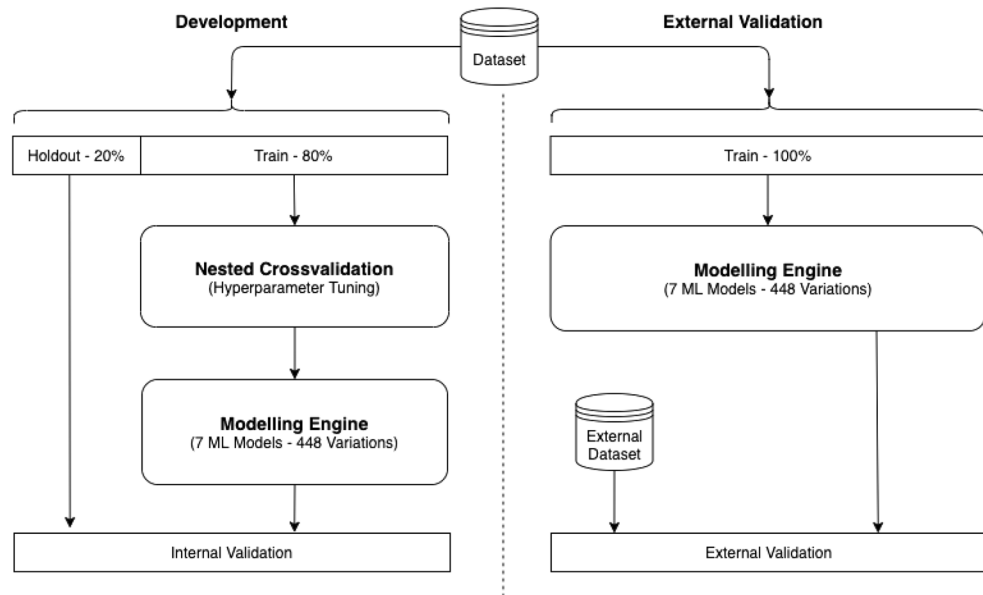 Development
External Validation
Dataset
Holdout - 20%
Train - 80%
Train - 100%
Nested Crossvalidation
(Hyperparameter Tuning)
Modelling Engine
(7 ML Models - 448 Variations)
Modelling Engine
(7 ML Models - 448 Variations)
External
Dataset
Internal Validation
External Validation